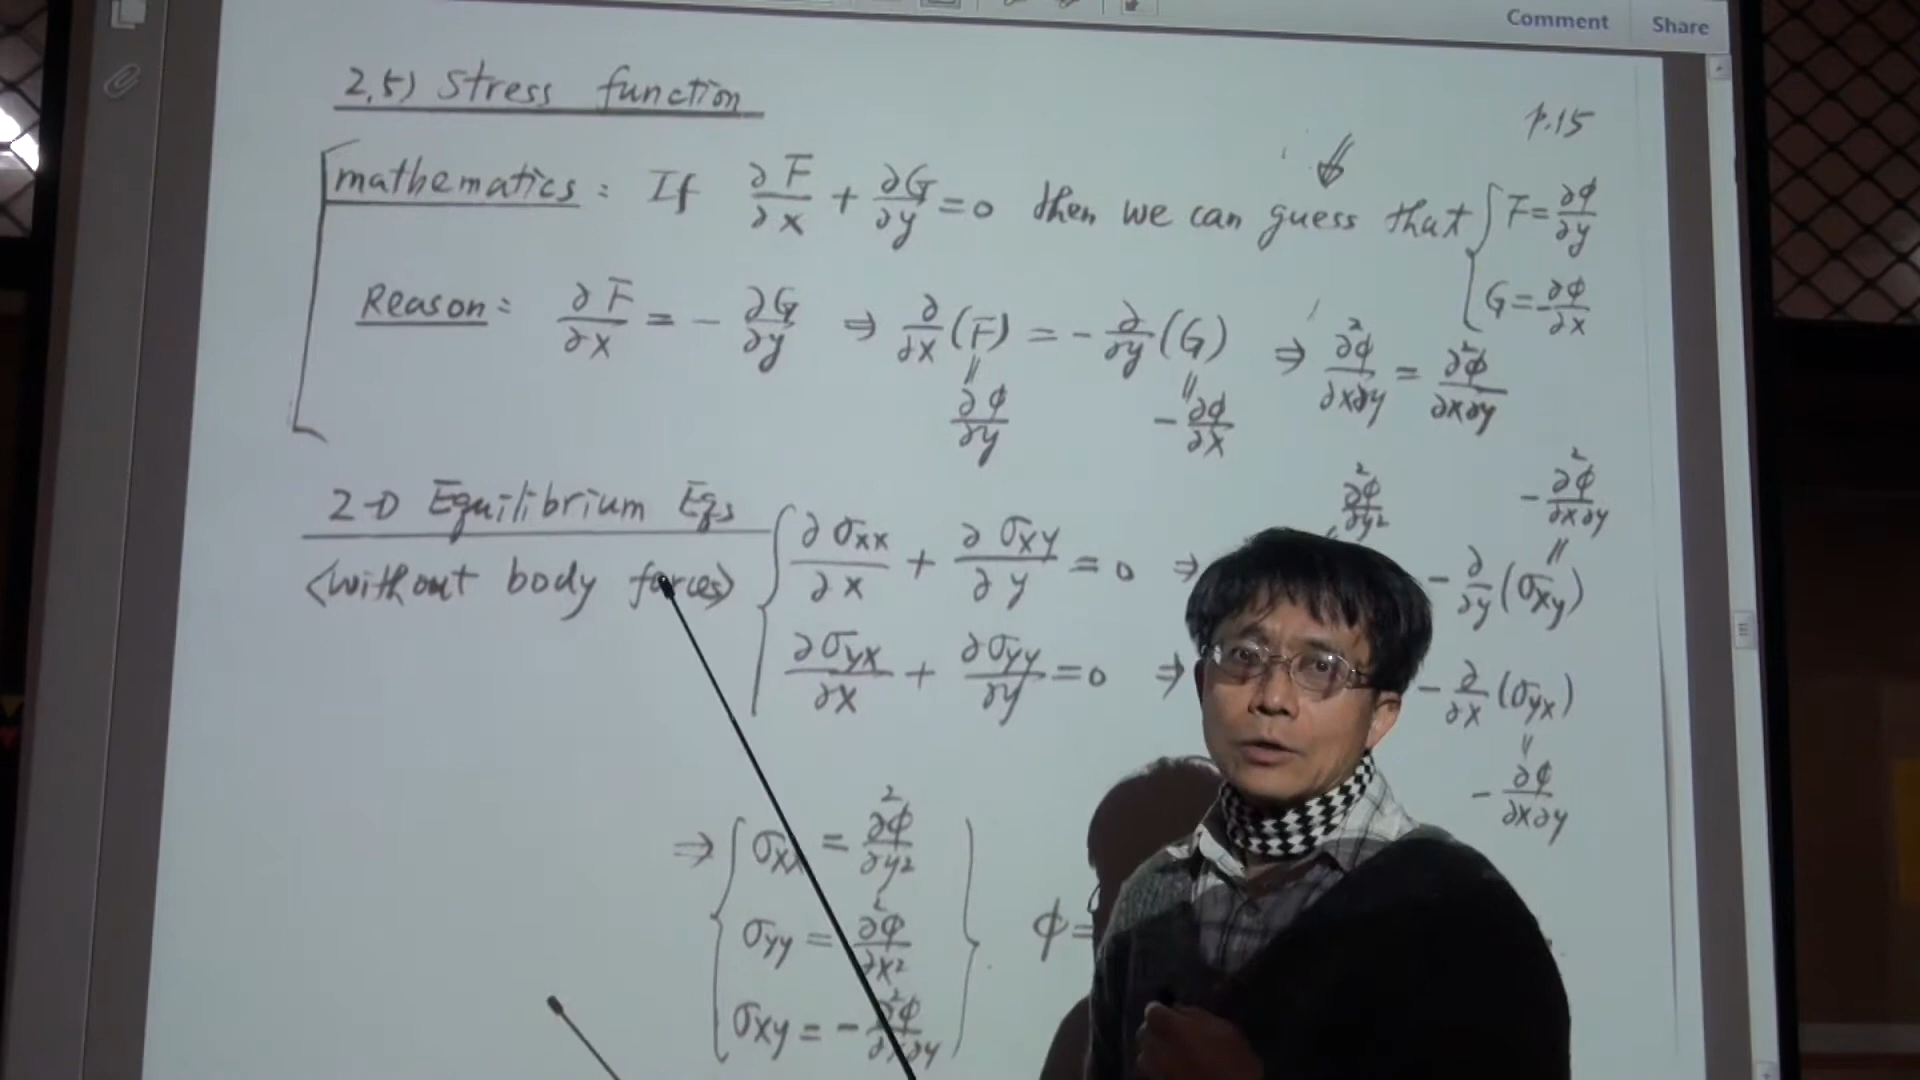 Comment Share
2.5) Stress function
p.15
mathematics : If ∂F/∂x + ∂G/∂y = 0 then we can guess that { F = ∂φ/∂y
G = -∂φ/∂x
Reason : ∂F/∂x = - ∂G/∂y ⇒ ∂/∂x (F) = - ∂/∂y (G) ⇒ ∂²φ/∂x∂y = ∂²φ/∂x∂y
∂φ/∂y - ∂φ/∂x
∂²φ/∂y² - ∂²φ/∂x∂y
2-D Equilibrium Eqs { ∂σxx/∂x + ∂σxy/∂y = 0 ⇒ - ∂/∂y (σxy)
<without body forces>
∂σyx/∂x + ∂σyy/∂y = 0 ⇒ - ∂/∂x (σyx)
- ∂²φ/∂x∂y
⇒ { σxx = ∂²φ/∂y²
σyy = ∂²φ/∂x² } φ =
σxy = - ∂²φ/∂x∂y